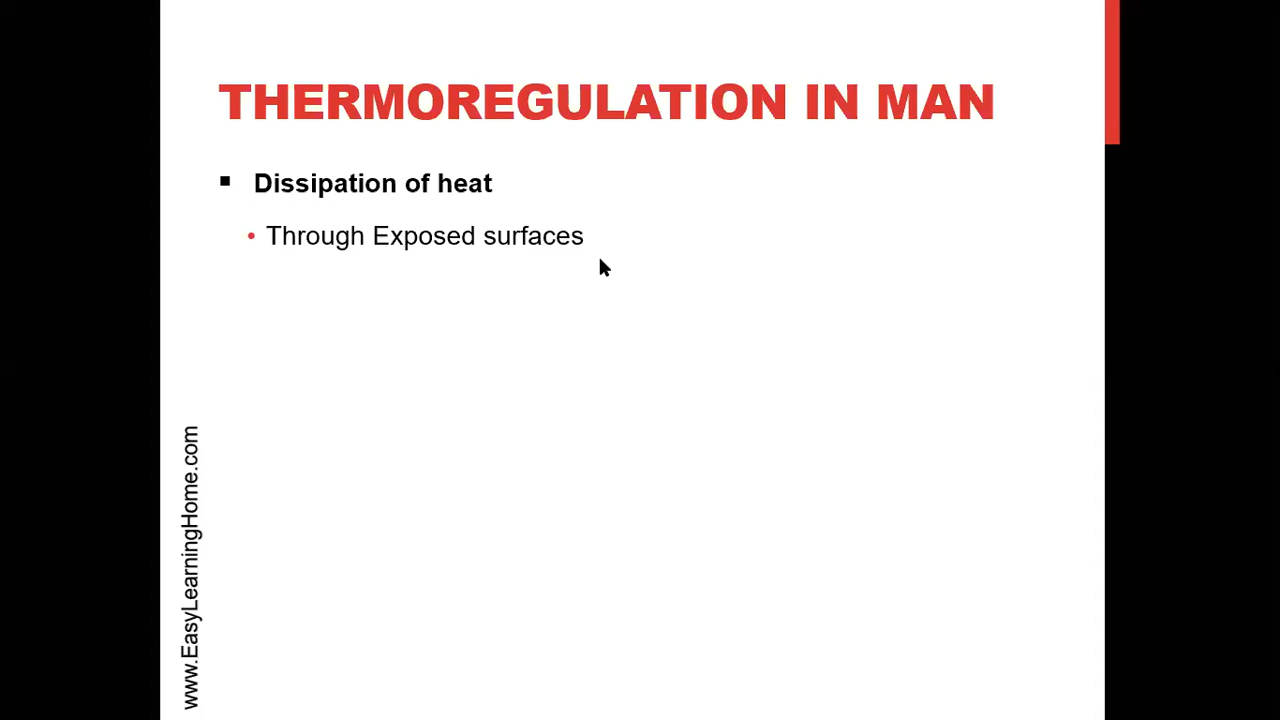 THERMOREGULATION IN MAN
Dissipation of heat
Through Exposed surfaces
www.EasyLearningHome.com